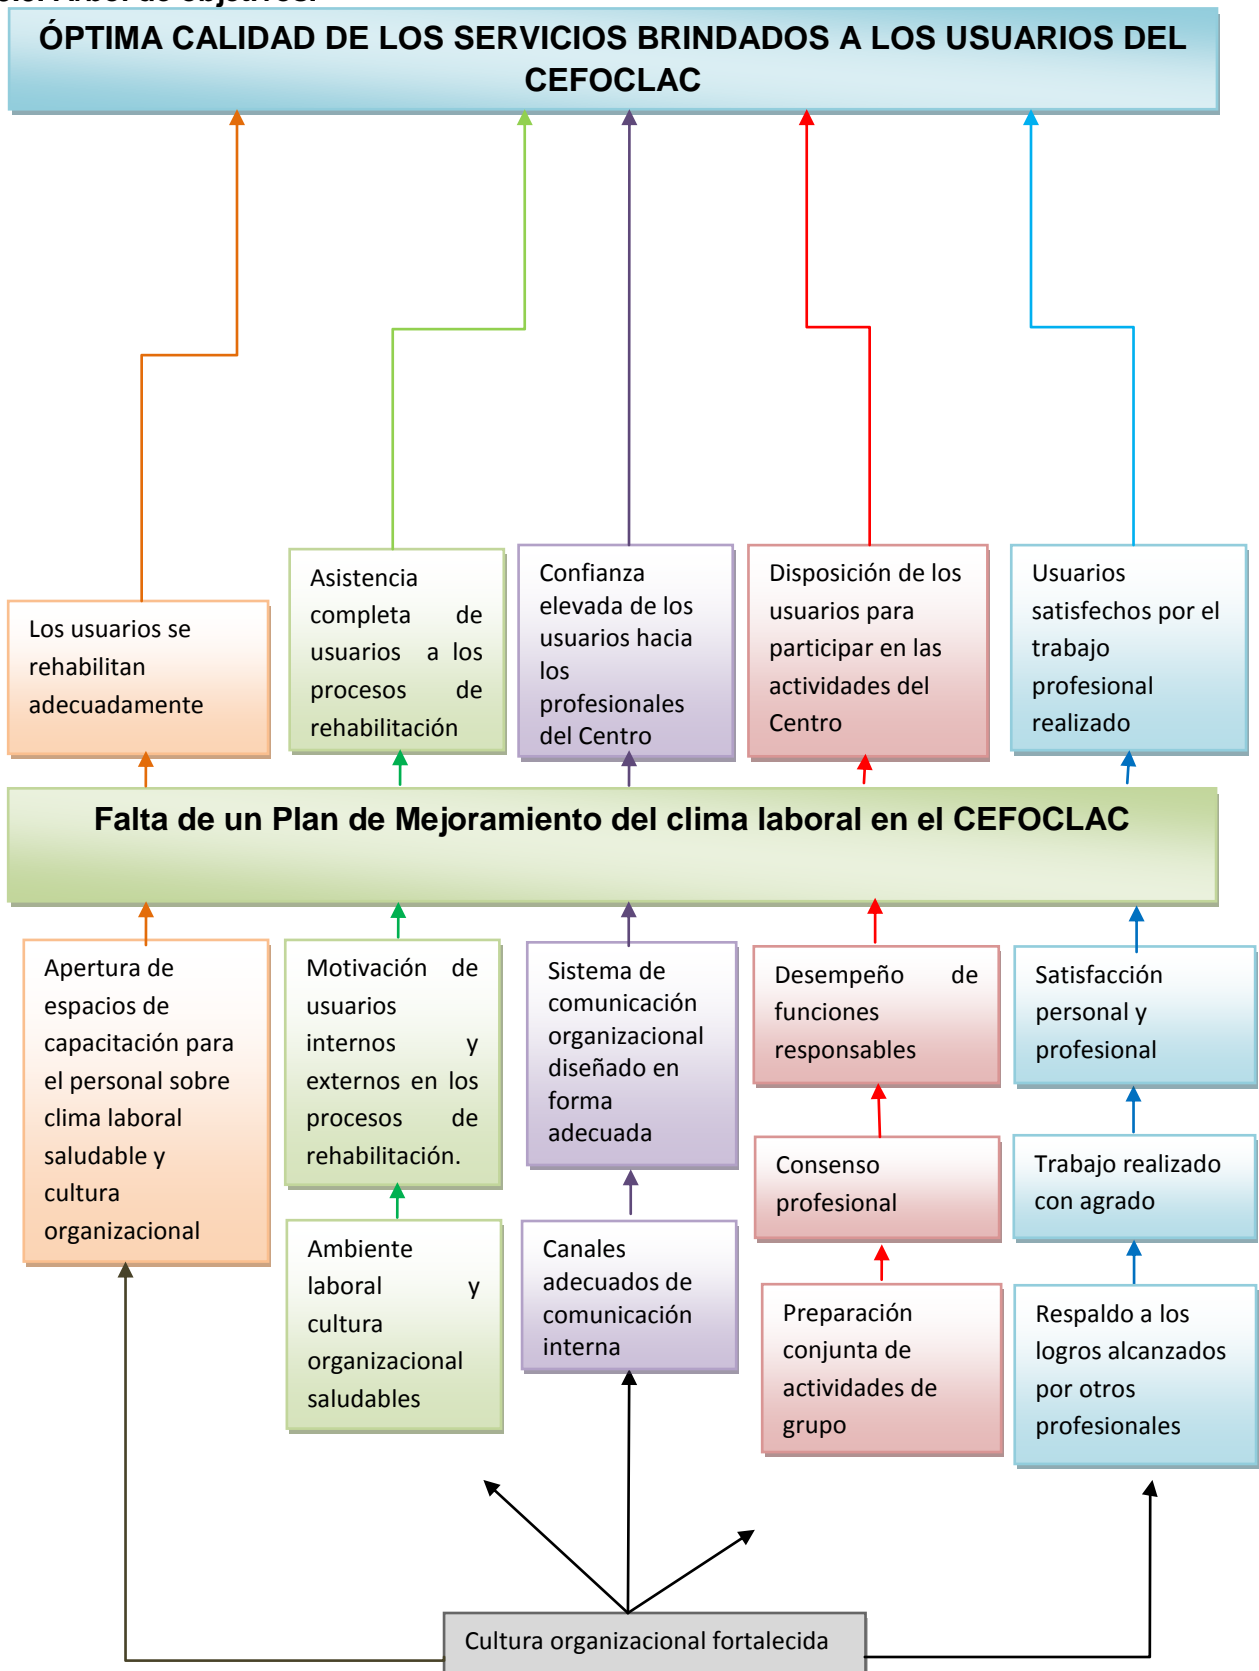 Árbol de objetivos.
ÓPTIMA CALIDAD DE LOS SERVICIOS BRINDADOS A LOS USUARIOS DEL
CEFOCLAC
Los usuarios se
rehabilitan
adecuadamente
Asistencia
completa de
usuarios a los
procesos de
rehabilitación
Confianza
elevada de los
usuarios hacia
los
profesionales
del Centro
Disposición de los
usuarios para
participar en las
actividades del
Centro
Usuarios
satisfechos por el
trabajo
profesional
realizado
Falta de un Plan de Mejoramiento del clima laboral en el CEFOCLAC
Apertura de
espacios de
capacitación para
el personal sobre
clima laboral
saludable y
cultura
organizacional
Motivación de
usuarios
internos y
externos en los
procesos de
rehabilitación.
Sistema de
comunicación
organizacional
diseñado en
forma
adecuada
Desempeño de
funciones
responsables
Satisfacción
personal y
profesional
Consenso
profesional
Trabajo realizado
con agrado
Ambiente
laboral y
cultura
organizacional
saludables
Canales
adecuados de
comunicación
interna
Preparación
conjunta de
actividades de
grupo
Respaldo a los
logros alcanzados
por otros
profesionales
Cultura organizacional fortalecida